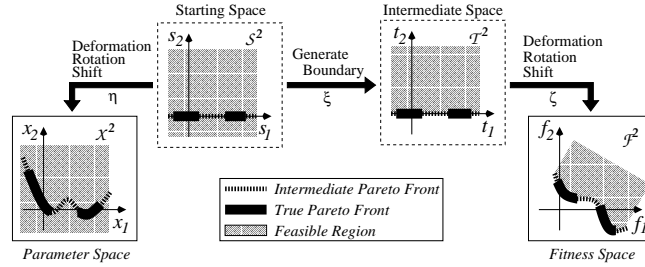 Starting Space
Intermediate Space
Deformation
Rotation
Shift
η
s2
S²
s1
Generate
Boundary
ξ
t2
T²
t1
Deformation
Rotation
Shift
ζ
x2
X²
x1
Parameter Space
Intermediate Pareto Front
True Pareto Front
Feasible Region
f2
F²
f1
Fitness Space